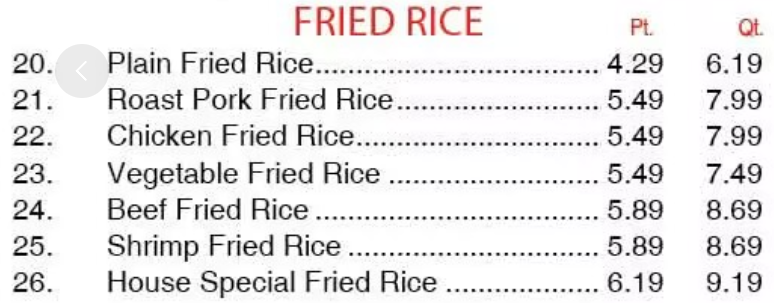 FRIED RICE Pt. Qt.
20. Plain Fried Rice................................... 4.29 6.19
21. Roast Pork Fried Rice......................... 5.49 7.99
22. Chicken Fried Rice.............................. 5.49 7.99
23. Vegetable Fried Rice .......................... 5.49 7.49
24. Beef Fried Rice ................................... 5.89 8.69
25. Shrimp Fried Rice ............................... 5.89 8.69
26. House Special Fried Rice ................... 6.19 9.19